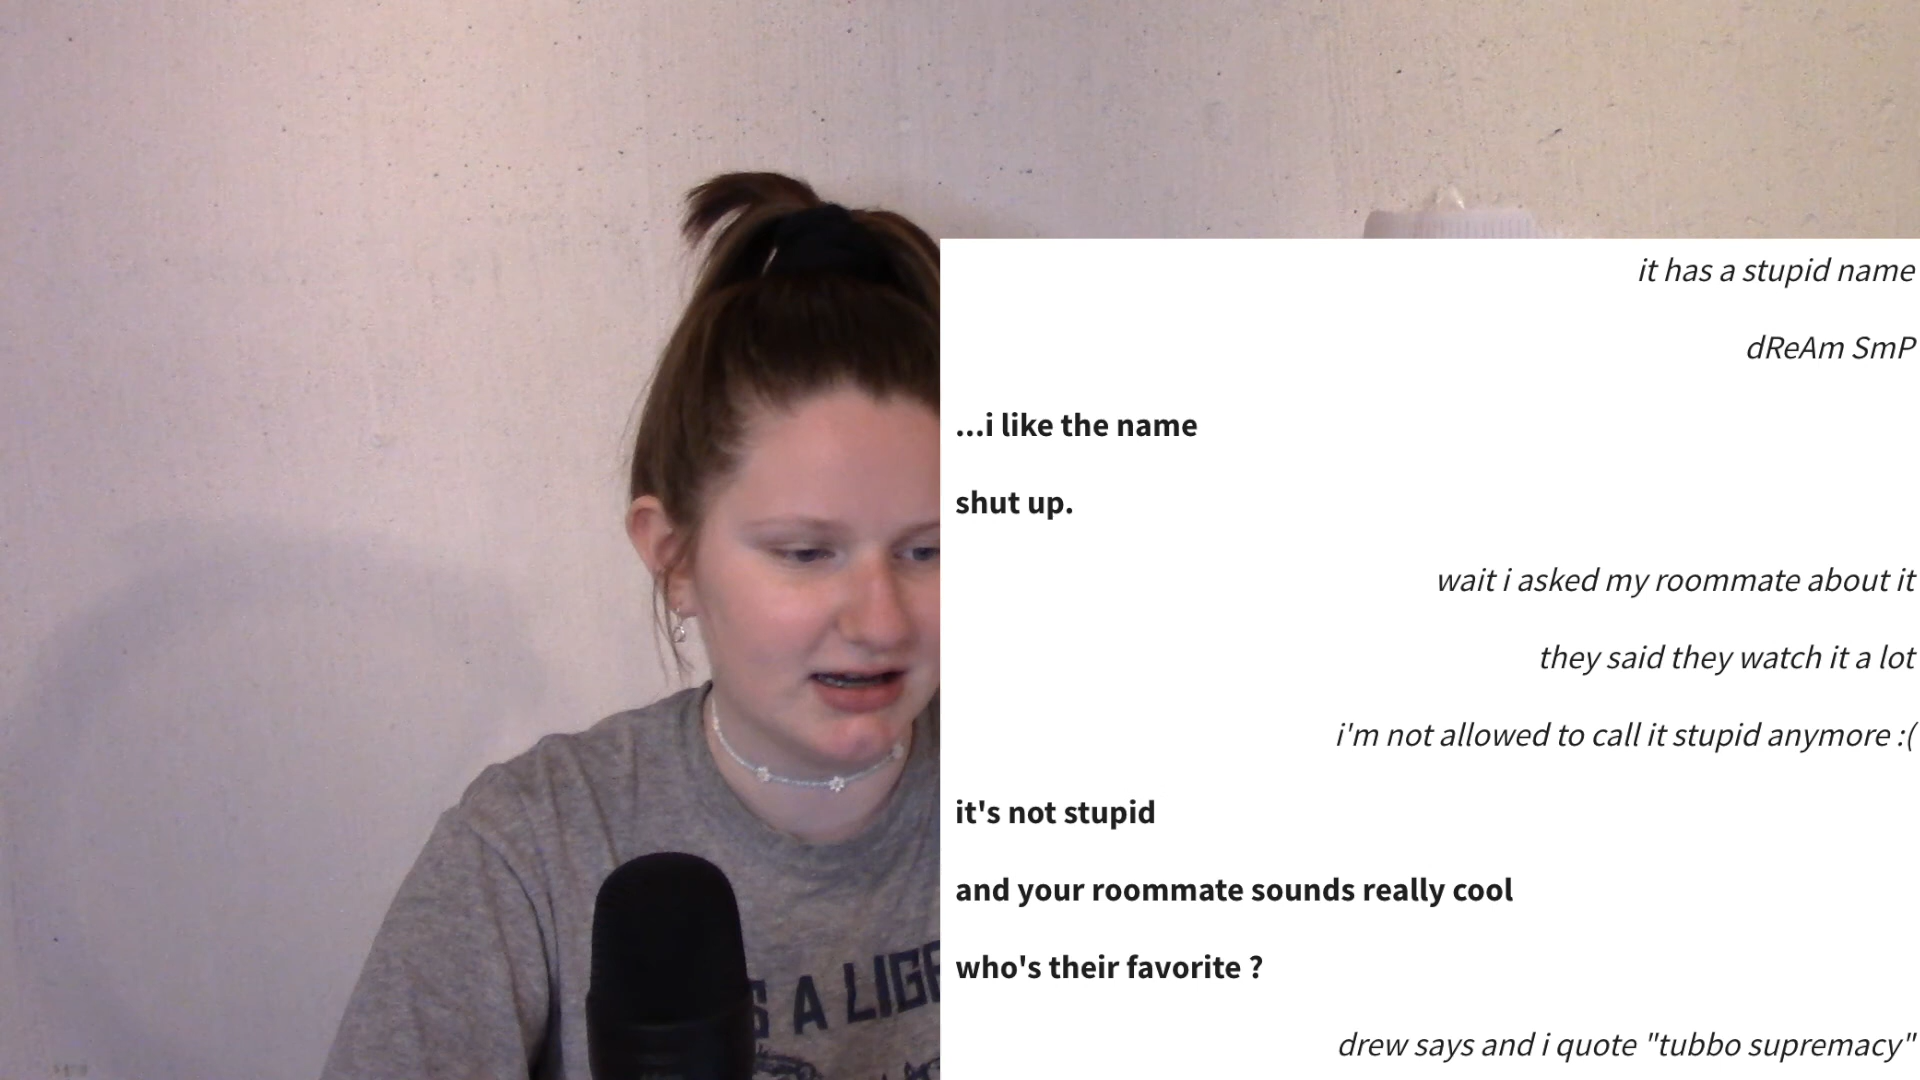 it has a stupid name
dReAm SmP
...i like the name
shut up.
wait i asked my roommate about it
they said they watch it a lot
i'm not allowed to call it stupid anymore :(
it's not stupid
and your roommate sounds really cool
who's their favorite ?
drew says and i quote "tubbo supremacy"
A LIG